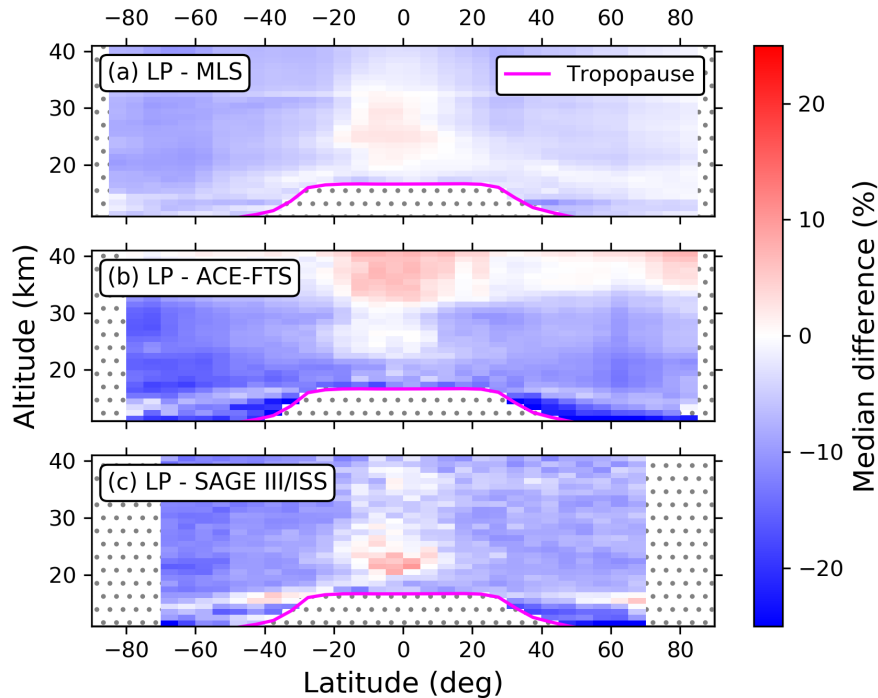 −80 −60 −40 −20 0 20 40 60 80
40
(a) LP - MLS
Tropopause
30
20
40
(b) LP - ACE-FTS
30
20
40
(c) LP - SAGE III/ISS
30
20
−80 −60 −40 −20 0 20 40 60 80
Latitude (deg)
Altitude (km)
20
10
0
−10
−20
Median difference (%)